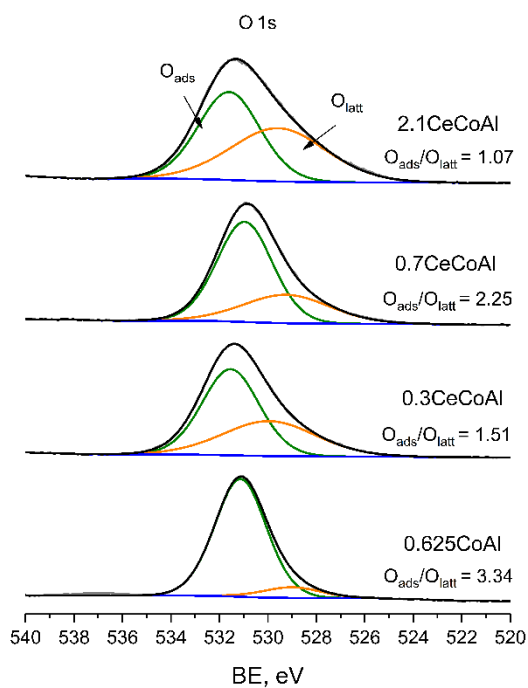 O 1s
O_ads
O_latt
2.1CeCoAl
O_ads/O_latt = 1.07
0.7CeCoAl
O_ads/O_latt = 2.25
0.3CeCoAl
O_ads/O_latt = 1.51
0.625CoAl
O_ads/O_latt = 3.34
540 538 536 534 532 530 528 526 524 522 520
BE, eV